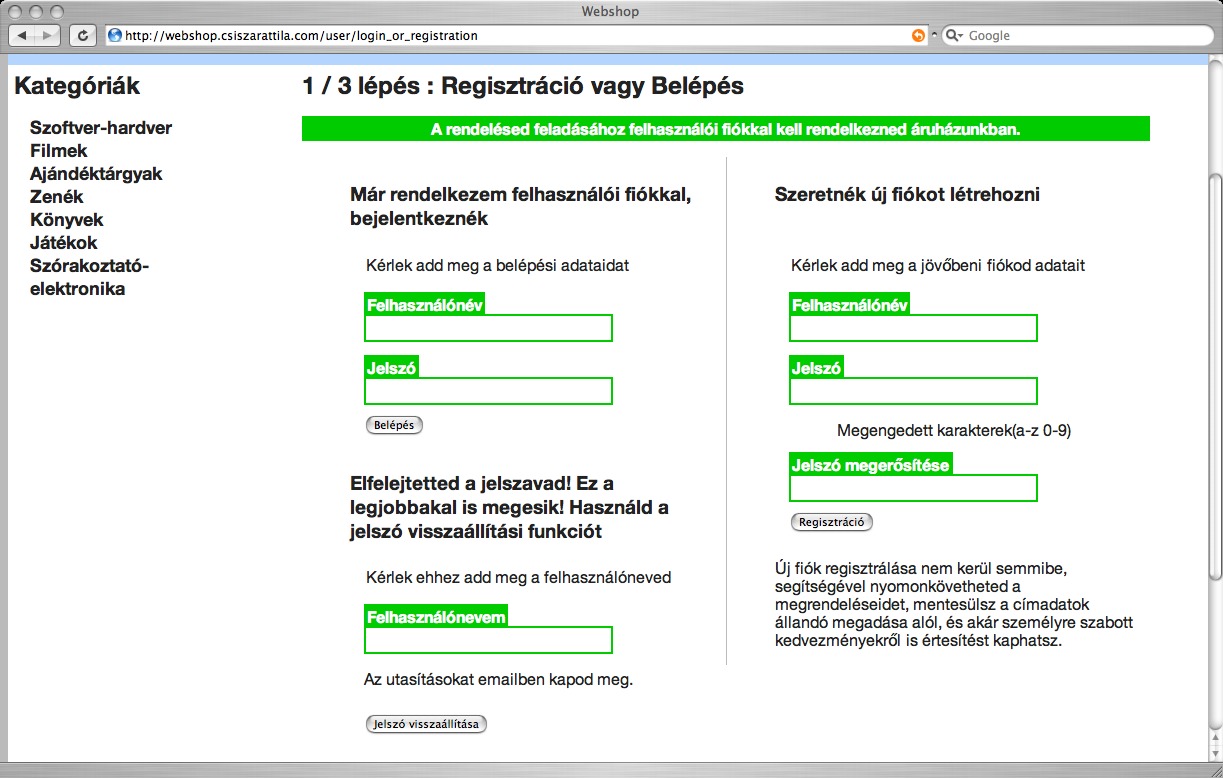 Webshop
http://webshop.csiszarattila.com/user/login_or_registration
Google
Kategóriák
Szoftver-hardver
Filmek
Ajándéktárgyak
Zenék
Könyvek
Játékok
Szórakoztató-
elektronika
1 / 3 lépés : Regisztráció vagy Belépés
A rendelésed feladásához felhasználói fiókkal kell rendelkezned áruházunkban.
Már rendelkezem felhasználói fiókkal,
bejelentkeznék
Kérlek add meg a belépési adataidat
Felhasználónév
Jelszó
Belépés
Elfelejtetted a jelszavad! Ez a
legjobbakal is megesik! Használd a
jelszó visszaállítási funkciót
Kérlek ehhez add meg a felhasználóneved
Felhasználónevem
Az utasításokat emailben kapod meg.
Jelszó visszaállítása
Szeretnék új fiókot létrehozni
Kérlek add meg a jövőbeni fiókod adatait
Felhasználónév
Jelszó
Megengedett karakterek(a-z 0-9)
Jelszó megerősítése
Regisztráció
Új fiók regisztrálása nem kerül semmibe,
segítségével nyomonkövetheted a
megrendeléseidet, mentesülsz a címadatok
állandó megadása alól, és akár személyre szabott
kedvezményekről is értesítést kaphatsz.